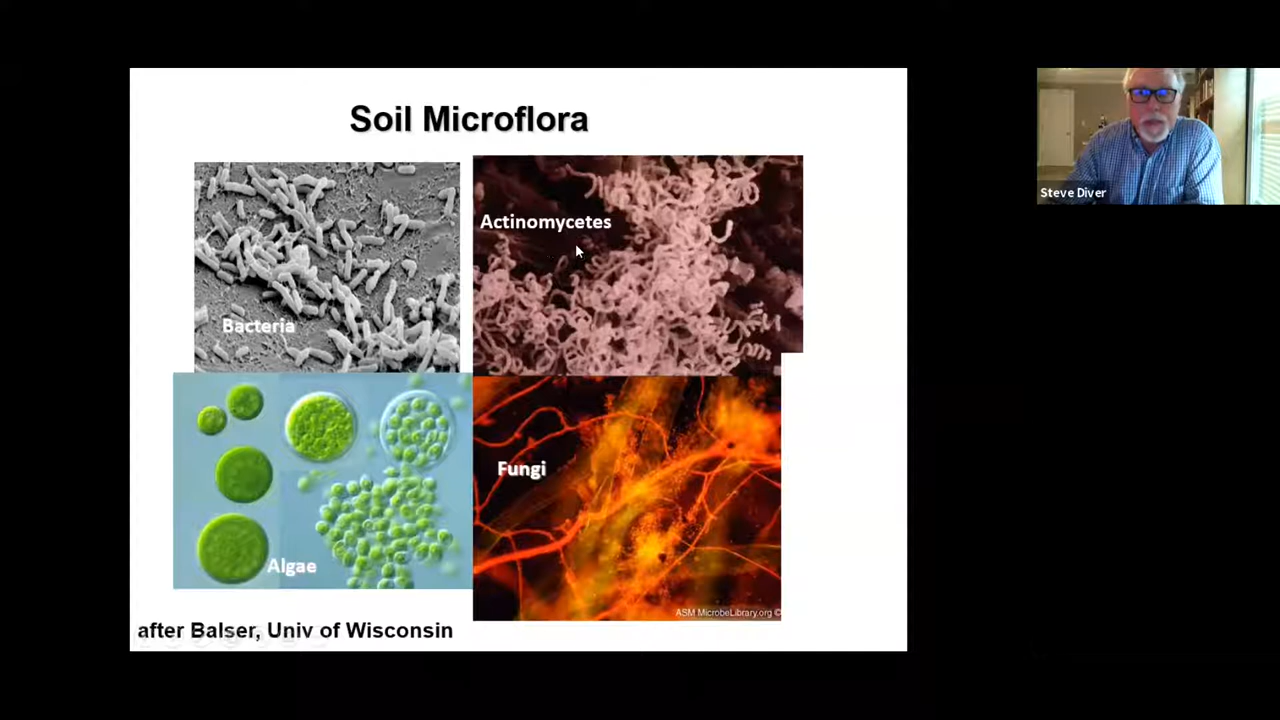 Soil Microflora
Actinomycetes
Bacteria
Fungi
Algae
ASM MicrobeLibrary.org ©
after Balser, Univ of Wisconsin
Steve Diver